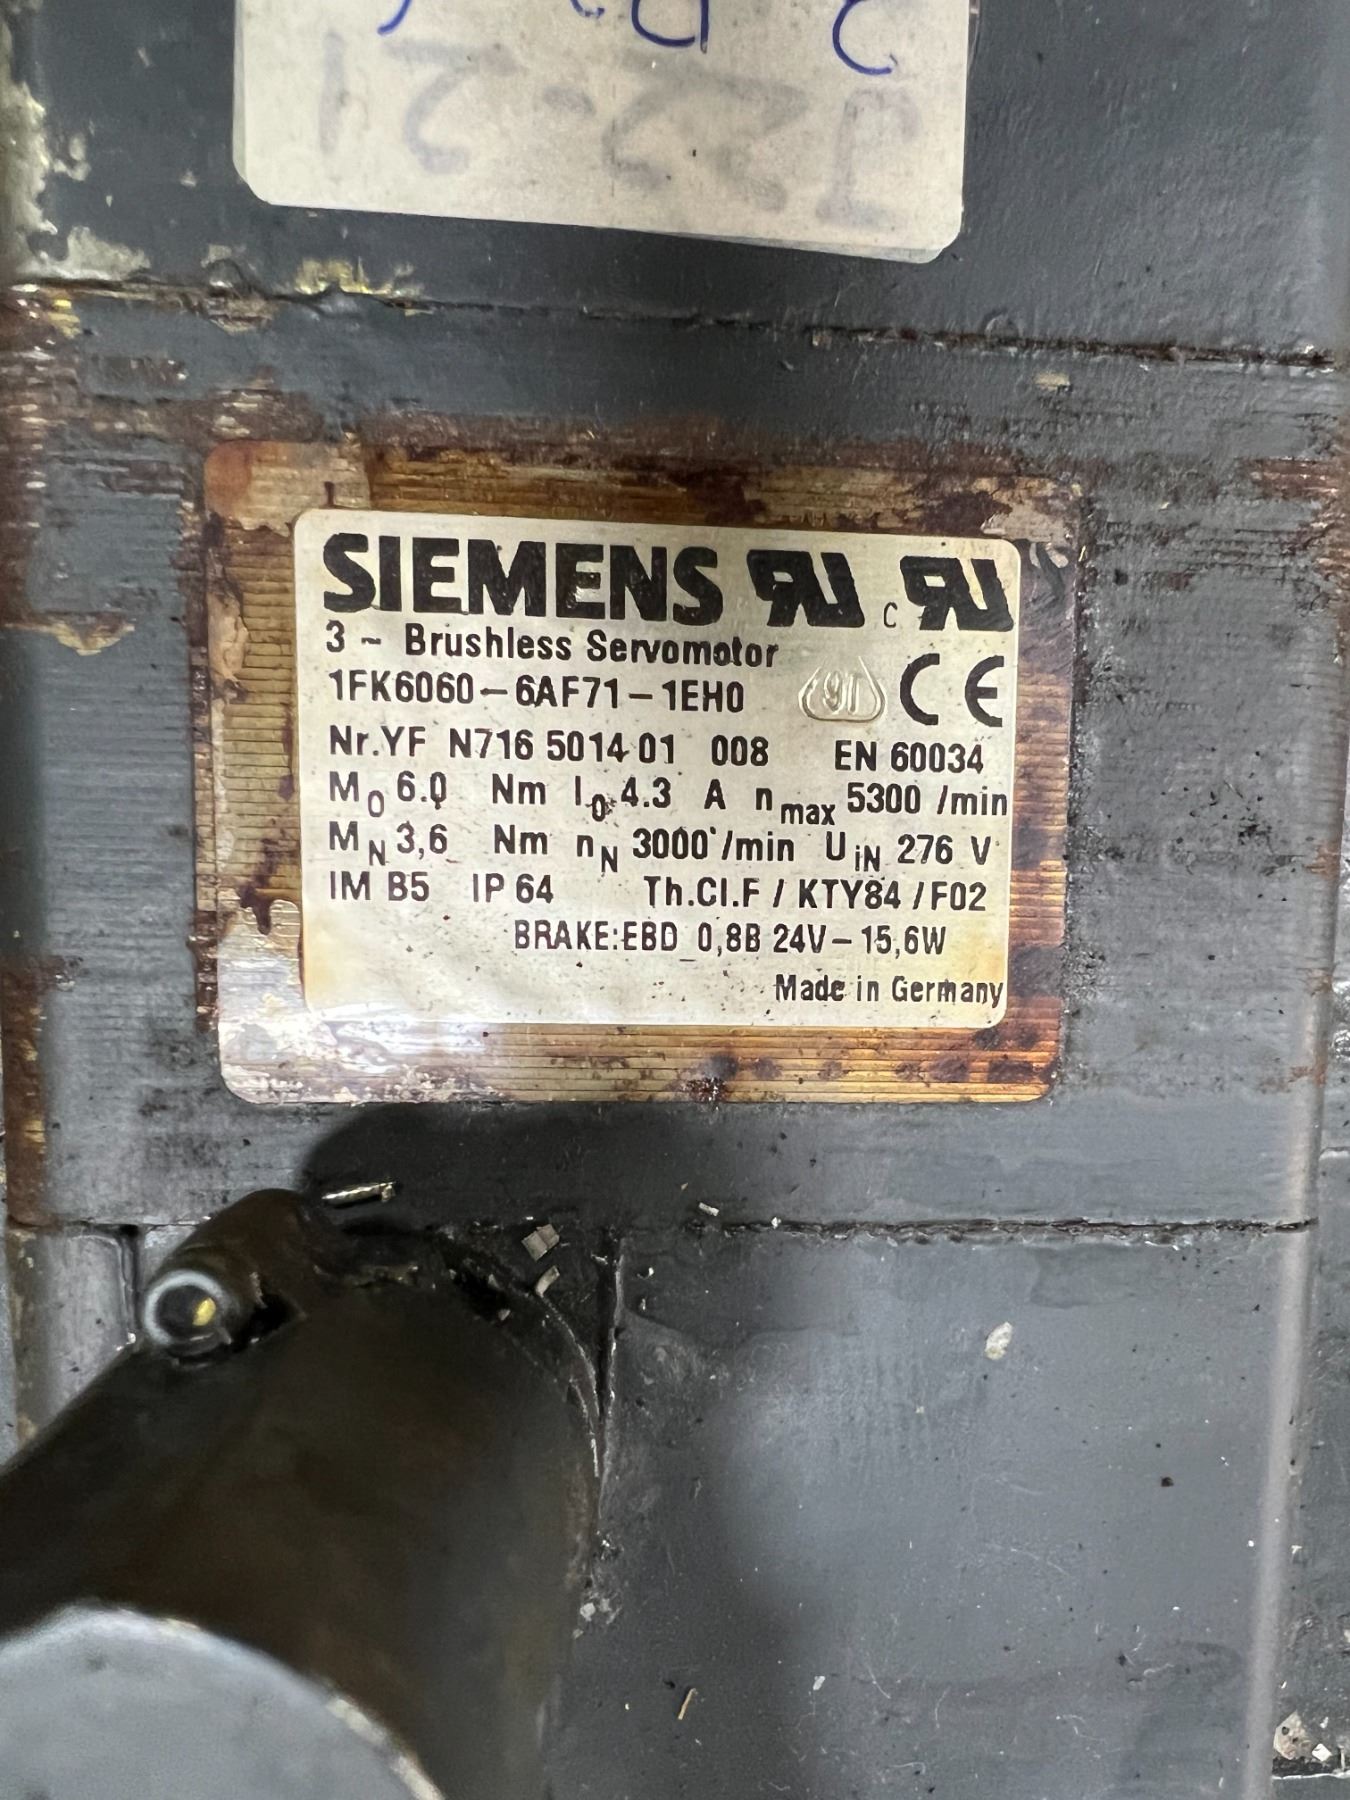 SIEMENS
3 ~ Brushless Servomotor
1FK6060-6AF71-1EH0 CE
Nr.YF N716 5014 01 008 EN 60034
M0 6.0 Nm I0 4.3 A nmax 5300 /min
MN 3,6 Nm nN 3000 /min UiN 276 V
IM B5 IP 64 Th.Cl.F / KTY84 /F02
BRAKE:EBD 0,8B 24V-15,6W
Made in Germany